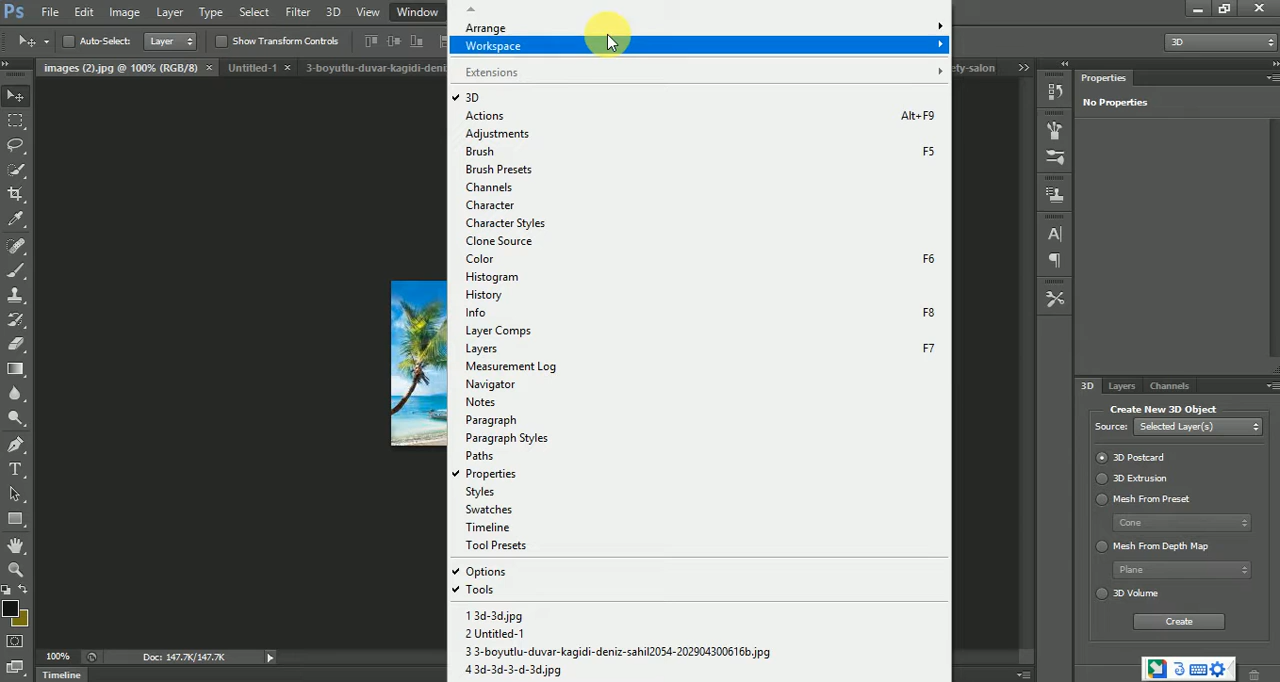 Ps File Edit Image Layer Type Select Filter 3D View Window
Auto-Select: Layer Show Transform Controls 3D
images (2).jpg @ 100% (RGB/8) × Untitled-1 × 3-boyutlu-duvar-kagidi-deniz ety-salon
Arrange
Workspace
Extensions
3D
Actions Alt+F9
Adjustments
Brush F5
Brush Presets
Channels
Character
Character Styles
Clone Source
Color F6
Histogram
History
Info F8
Layer Comps
Layers F7
Measurement Log
Navigator
Notes
Paragraph
Paragraph Styles
Paths
Properties
Styles
Swatches
Timeline
Tool Presets
Options
Tools
1 3d-3d.jpg
2 Untitled-1
3 3-boyutlu-duvar-kagidi-deniz-sahil2054-202904300616b.jpg
4 3d-3d-3-d-3d.jpg
Properties
No Properties
3D Layers Channels
Create New 3D Object
Source: Selected Layer(s)
3D Postcard
3D Extrusion
Mesh From Preset
Cone
Mesh From Depth Map
Plane
3D Volume
Create
100% Doc: 147.7K/147.7K
Timeline